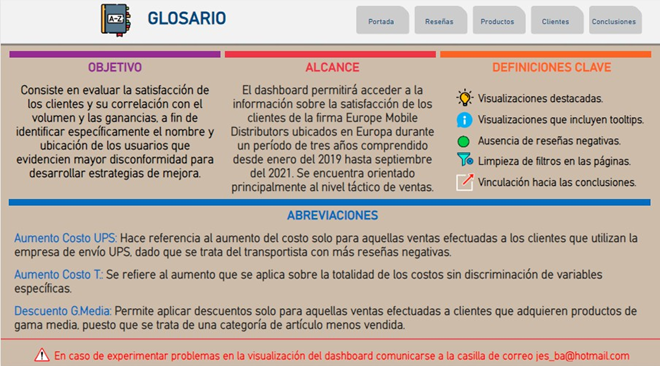 A-Z
GLOSARIO
Portada
Reseñas
Productos
Clientes
Conclusiones
OBJETIVO
Consiste en evaluar la satisfacción de
los clientes y su correlación con el
volumen y las ganancias, a fin de
identificar específicamente el nombre y
ubicación de los usuarios que
evidencien mayor disconformidad para
desarrollar estrategias de mejora.
ALCANCE
El dashboard permitirá acceder a la
información sobre la satisfacción de los
clientes de la firma Europe Mobile
Distributors ubicados en Europa durante
un período de tres años comprendido
desde enero del 2019 hasta septiembre
del 2021. Se encuentra orientado
principalmente al nivel táctico de ventas.
DEFINICIONES CLAVE
Visualizaciones destacadas.
Visualizaciones que incluyen tooltips.
Ausencia de reseñas negativas.
Limpieza de filtros en las páginas.
Vinculación hacia las conclusiones.
ABREVIACIONES
Aumento Costo UPS: Hace referencia al aumento del costo solo para aquellas ventas efectuadas a los clientes que utilizan la
empresa de envío UPS, dado que se trata del transportista con más reseñas negativas.
Aumento Costo T.: Se refiere al aumento que se aplica sobre la totalidad de los costos sin discriminación de variables
específicas.
Descuento G.Media: Permite aplicar descuentos solo para aquellas ventas efectuadas a clientes que adquieren productos de
gama media, puesto que se trata de una categoría de artículo menos vendida.
En caso de experimentar problemas en la visualización del dashboard comunicarse a la casilla de correo jes_ba@hotmail.com